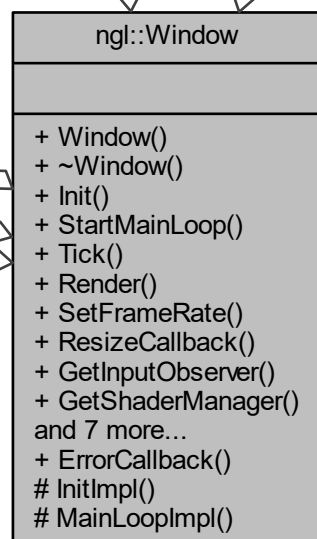 ngl::Window
+ Window()
+ ~Window()
+ Init()
+ StartMainLoop()
+ Tick()
+ Render()
+ SetFrameRate()
+ ResizeCallback()
+ GetInputObserver()
+ GetShaderManager()
and 7 more...
+ ErrorCallback()
# InitImpl()
# MainLoopImpl()